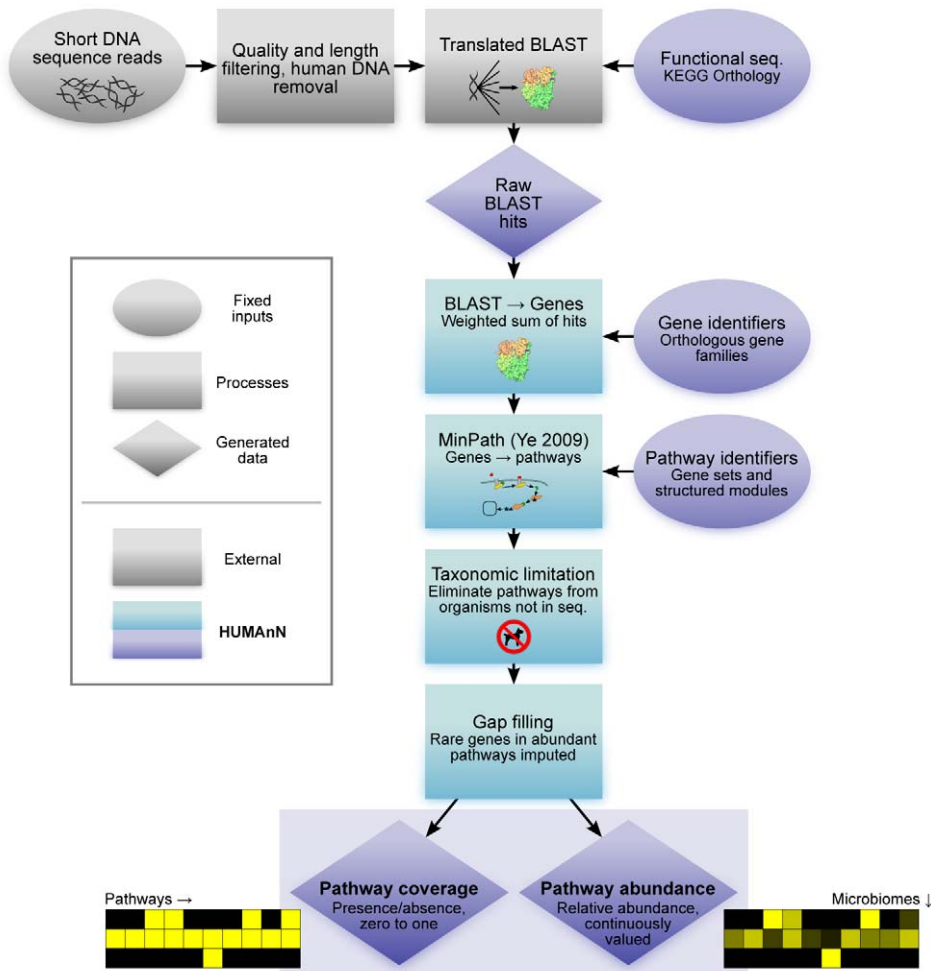 Short DNA
sequence reads
Quality and length
filtering, human DNA
removal
Translated BLAST
Functional seq.
KEGG Orthology
Raw
BLAST
hits
BLAST → Genes
Weighted sum of hits
Gene identifiers
Orthologous gene
families
MinPath (Ye 2009)
Genes → pathways
Pathway identifiers
Gene sets and
structured modules
Taxonomic limitation
Eliminate pathways from
organisms not in seq.
Gap filling
Rare genes in abundant
pathways imputed
Fixed
inputs
Processes
Generated
data
External
HUMAnN
Pathways →
Pathway coverage
Presence/absence,
zero to one
Pathway abundance
Relative abundance,
continuously
valued
Microbiomes ↓